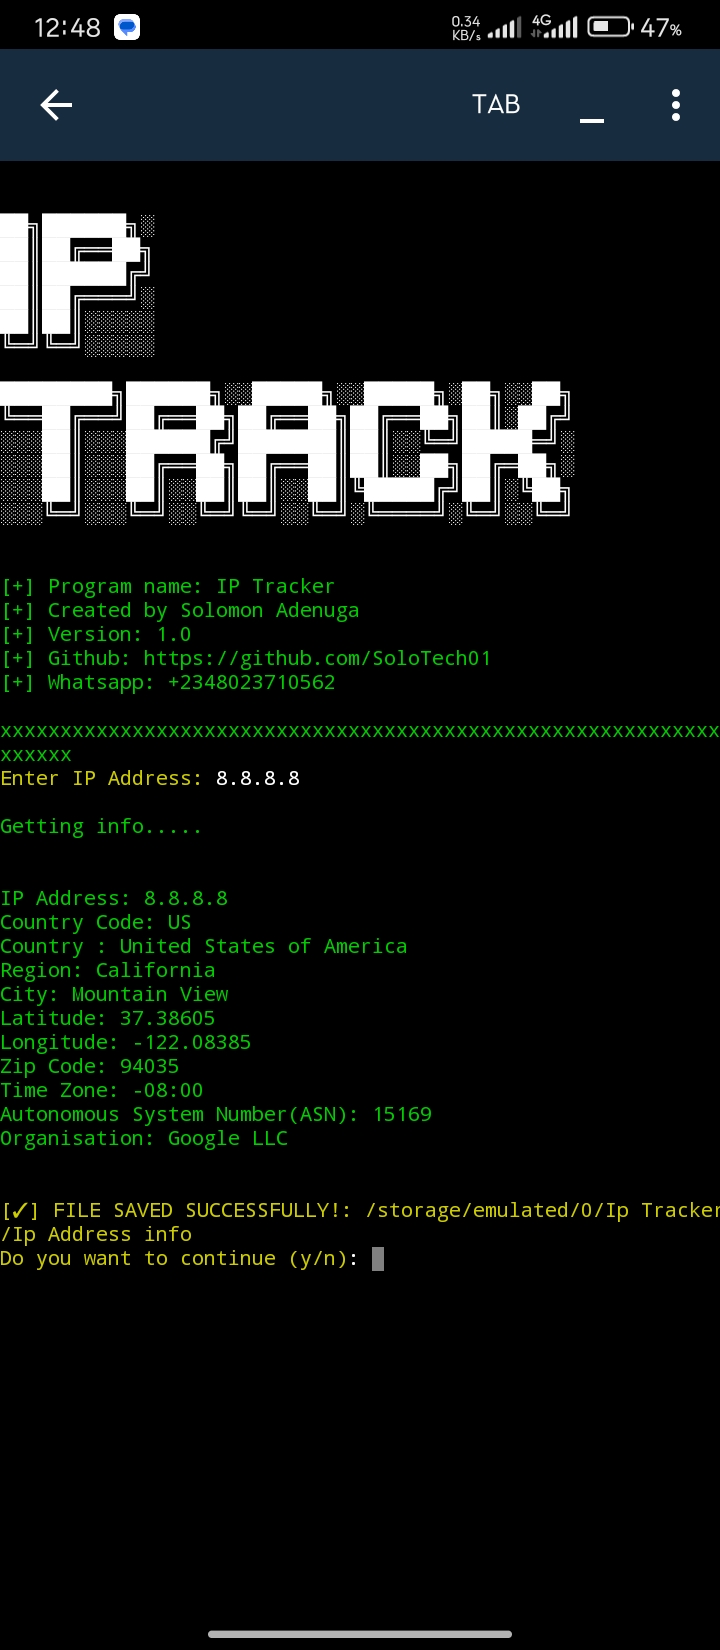 12:48
0.34 KB/s 4G 47%
TAB
IP
TRACK
[+] Program name: IP Tracker
[+] Created by Solomon Adenuga
[+] Version: 1.0
[+] Github: https://github.com/SoloTech01
[+] Whatsapp: +2348023710562
xxxxxxxxxxxxxxxxxxxxxxxxxxxxxxxxxxxxxxxxxxxxxxxxxxxxxxxxxxxx
xxxxxx
Enter IP Address: 8.8.8.8
Getting info.....
IP Address: 8.8.8.8
Country Code: US
Country : United States of America
Region: California
City: Mountain View
Latitude: 37.38605
Longitude: -122.08385
Zip Code: 94035
Time Zone: -08:00
Autonomous System Number(ASN): 15169
Organisation: Google LLC
[✓] FILE SAVED SUCCESSFULLY!: /storage/emulated/0/Ip Tracker
/Ip Address info
Do you want to continue (y/n):